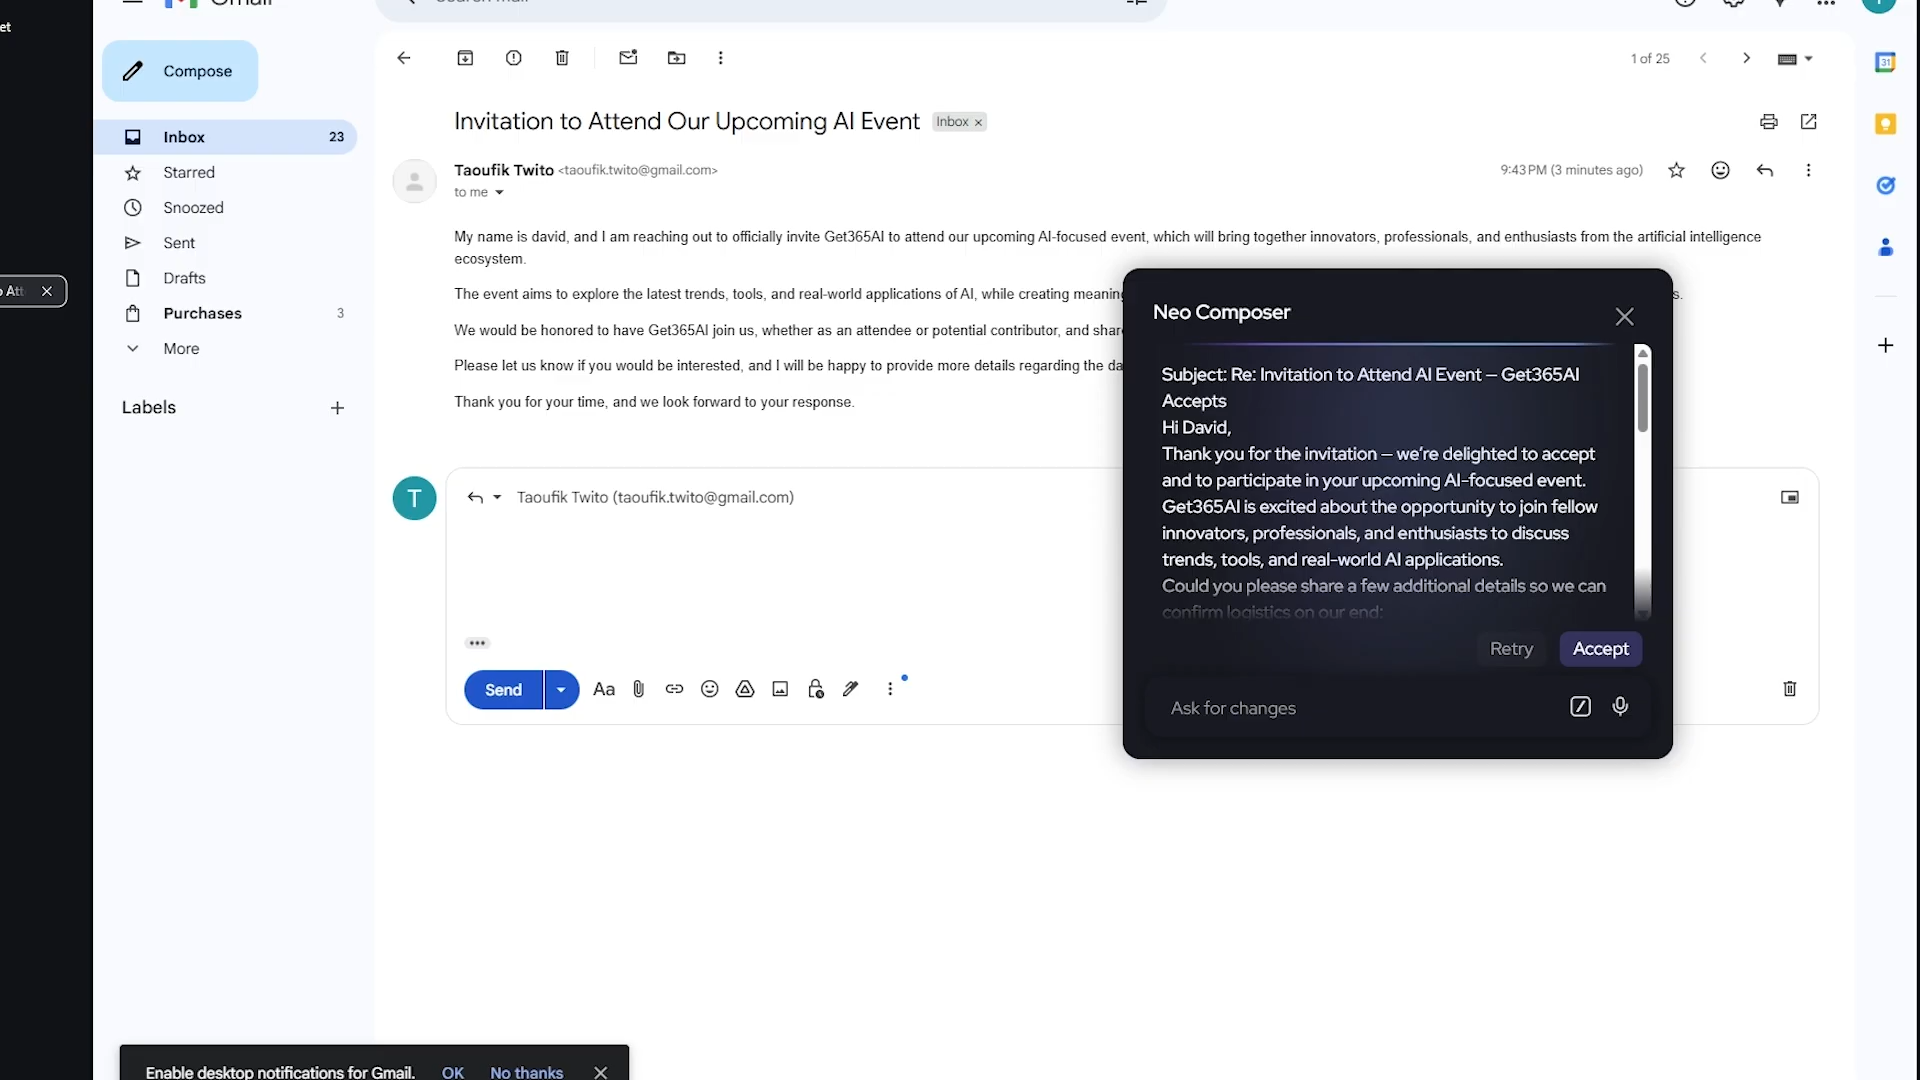 et
Gmail
Search mail
T
Compose
1 of 25
31
Invitation to Attend Our Upcoming AI Event
Inbox ×
Inbox 23
Starred
Snoozed
Sent
Drafts
Purchases 3
More
Labels
Att
Taoufik Twito <taoufik.twito@gmail.com>
to me
9:43 PM (3 minutes ago)
My name is david, and I am reaching out to officially invite Get365AI to attend our upcoming AI-focused event, which will bring together innovators, professionals, and enthusiasts from the artificial intelligence
ecosystem.
The event aims to explore the latest trends, tools, and real-world applications of AI, while creating meaning
s.
We would be honored to have Get365AI join us, whether as an attendee or potential contributor, and shar
Please let us know if you would be interested, and I will be happy to provide more details regarding the da
Thank you for your time, and we look forward to your response.
T
Taoufik Twito (taoufik.twito@gmail.com)
Send
Aa
Neo Composer
Subject: Re: Invitation to Attend AI Event – Get365AI
Accepts
Hi David,
Thank you for the invitation – we're delighted to accept
and to participate in your upcoming AI-focused event.
Get365AI is excited about the opportunity to join fellow
innovators, professionals, and enthusiasts to discuss
trends, tools, and real-world AI applications.
Could you please share a few additional details so we can
confirm logistics on our end:
Retry
Accept
Ask for changes
Enable desktop notifications for Gmail. OK No thanks